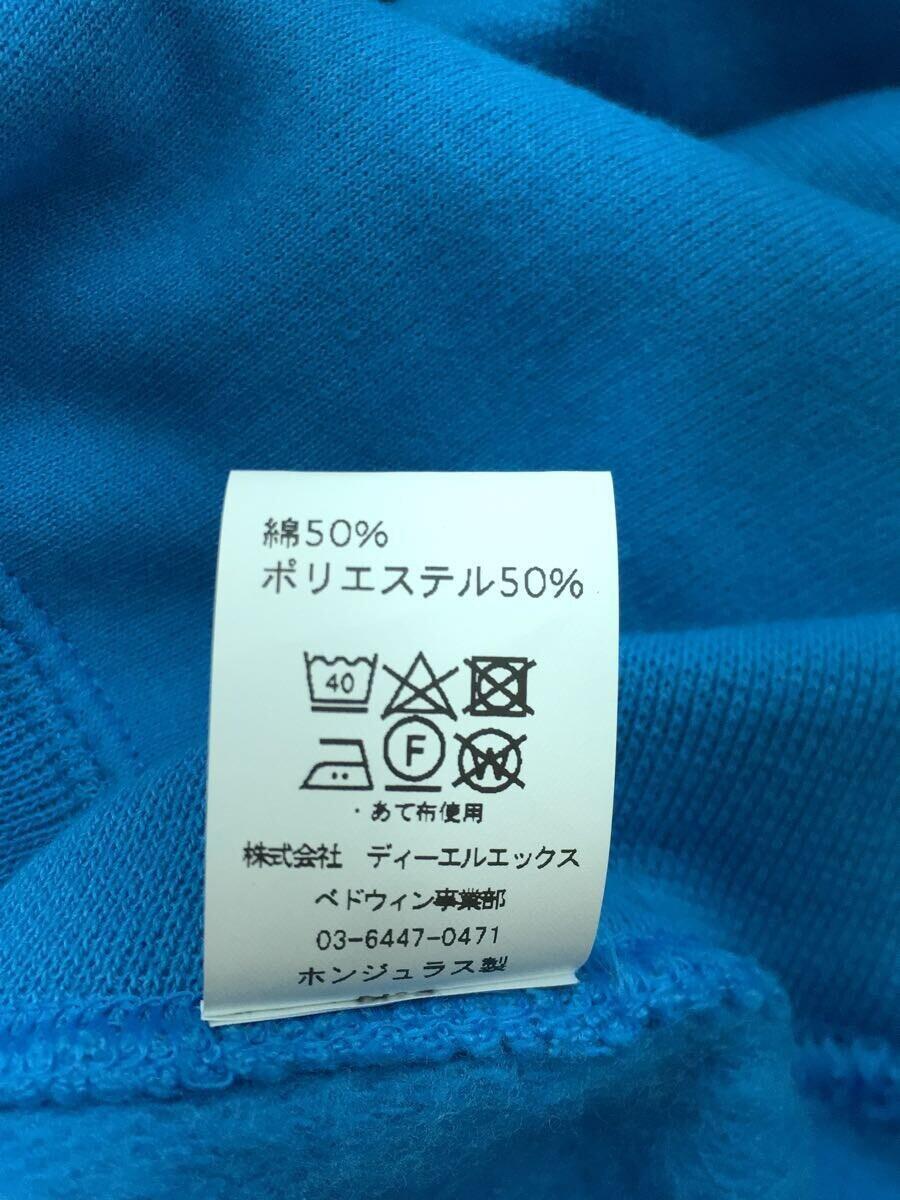 綿50%
ポリエステル50%
40
F
W
・あて布使用
株式会社 ディーエルエックス
ベドウィン事業部
03-6447-0471
ホンジュラス製